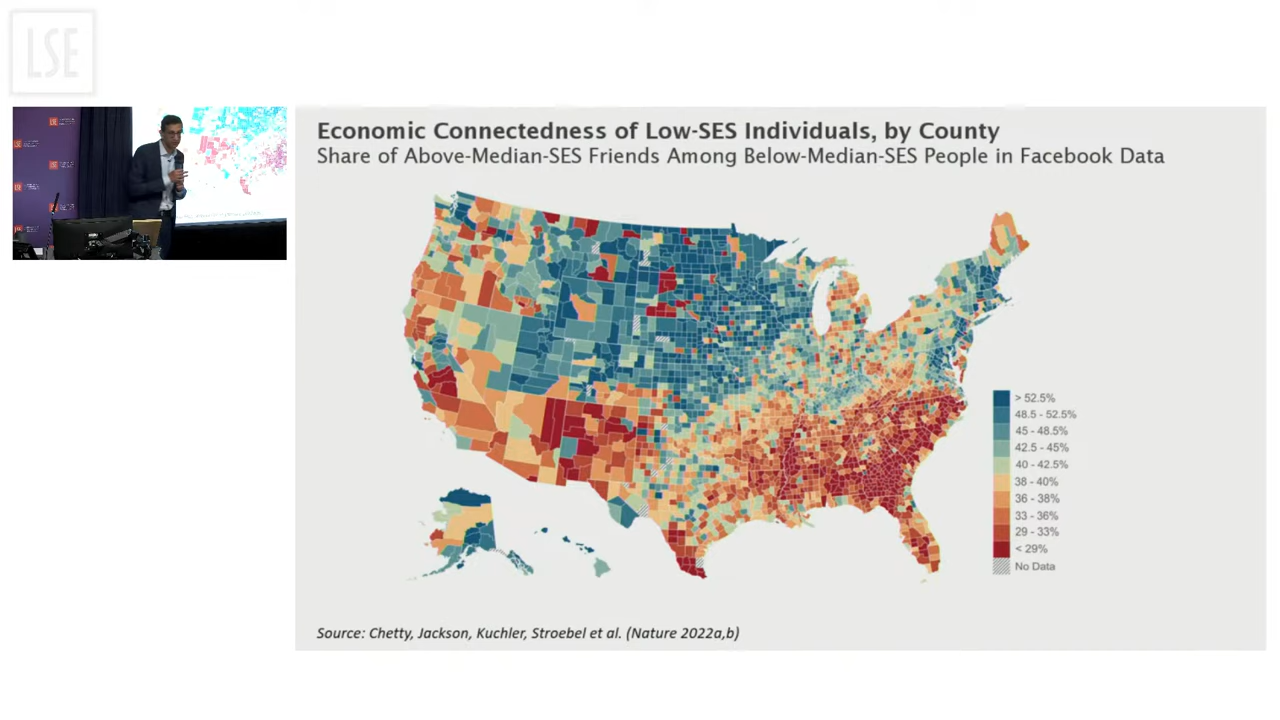 LSE
Economic Connectedness of Low-SES Individuals, by County
Share of Above-Median-SES Friends Among Below-Median-SES People in Facebook Data
> 52.5%
48.5 - 52.5%
45 - 48.5%
42.5 - 45%
40 - 42.5%
38 - 40%
36 - 38%
33 - 36%
29 - 33%
< 29%
No Data
Source: Chetty, Jackson, Kuchler, Stroebel et al. (Nature 2022a,b)